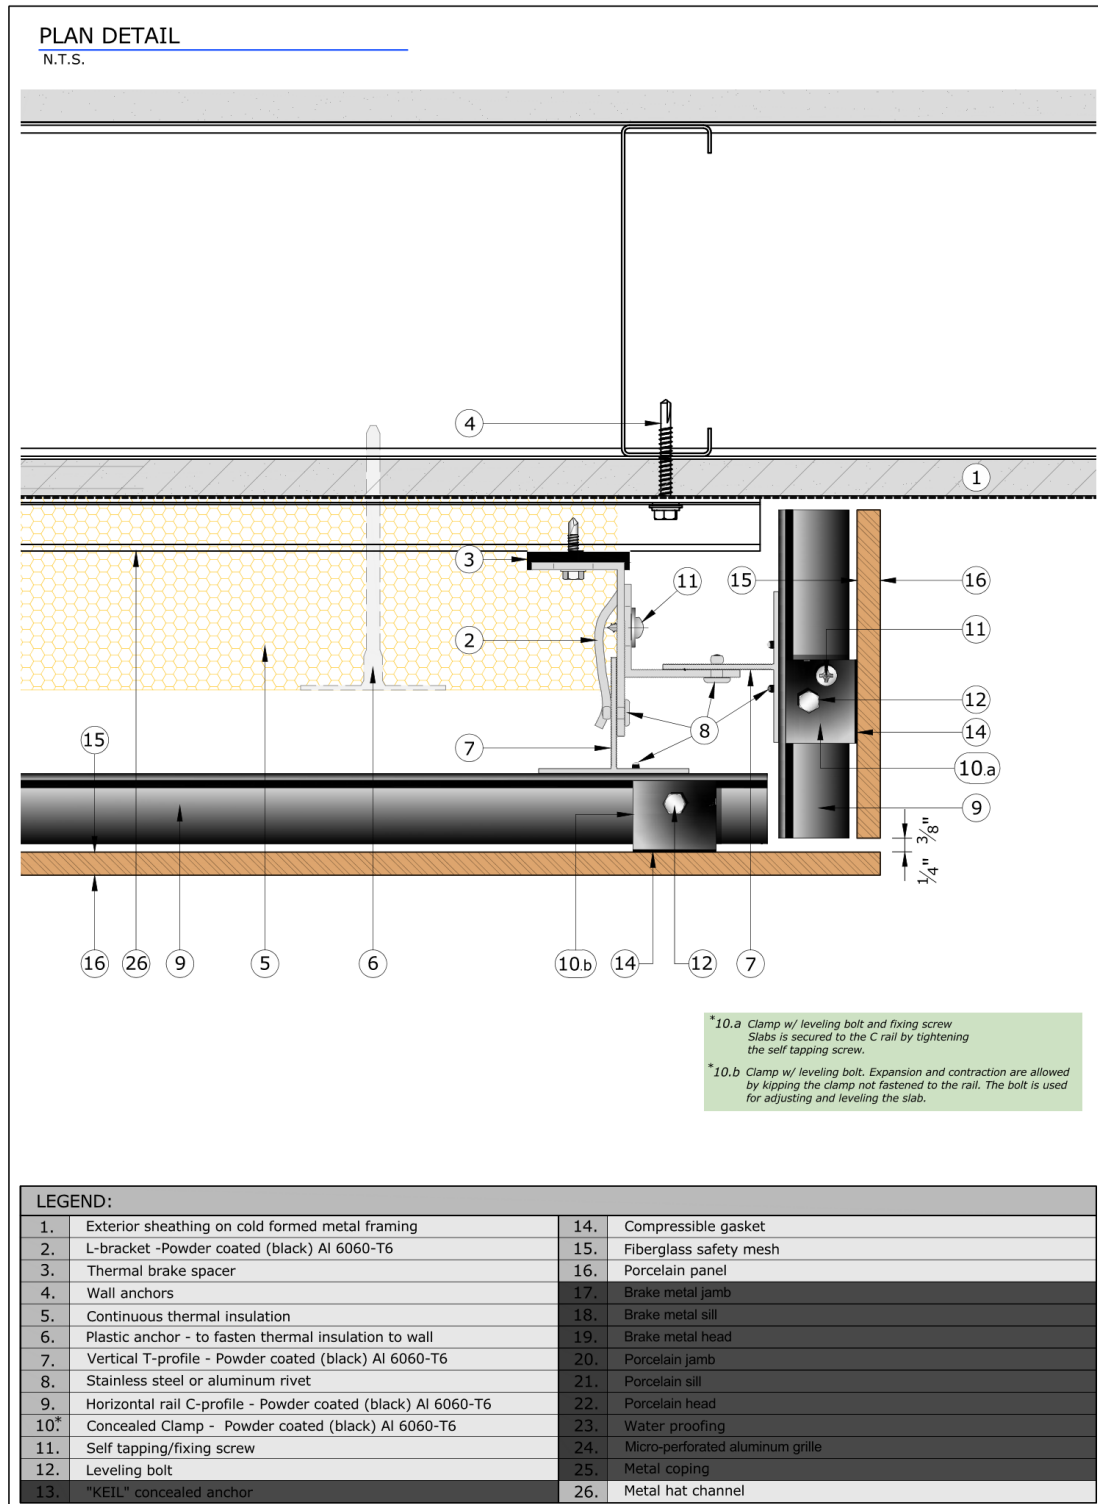 PLAN DETAIL
N.T.S.
4
1
3
11
15
16
2
11
12
8
14
15
7
10.a
9
3/8"
1/4"
16
26
9
5
6
10.b
14
12
7
*10.a Clamp w/ leveling bolt and fixing screw
Slabs is secured to the C rail by tightening
the self tapping screw.
*10.b Clamp w/ leveling bolt. Expansion and contraction are allowed
by kipping the clamp not fastened to the rail. The bolt is used
for adjusting and leveling the slab.
LEGEND:
1. Exterior sheathing on cold formed metal framing
2. L-bracket -Powder coated (black) Al 6060-T6
3. Thermal brake spacer
4. Wall anchors
5. Continuous thermal insulation
6. Plastic anchor - to fasten thermal insulation to wall
7. Vertical T-profile - Powder coated (black) Al 6060-T6
8. Stainless steel or aluminum rivet
9. Horizontal rail C-profile - Powder coated (black) Al 6060-T6
10.* Concealed Clamp - Powder coated (black) Al 6060-T6
11. Self tapping/fixing screw
12. Leveling bolt
13. "KEIL" concealed anchor
14. Compressible gasket
15. Fiberglass safety mesh
16. Porcelain panel
17. Brake metal jamb
18. Brake metal sill
19. Brake metal head
20. Porcelain jamb
21. Porcelain sill
22. Porcelain head
23. Water proofing
24. Micro-perforated aluminum grille
25. Metal coping
26. Metal hat channel